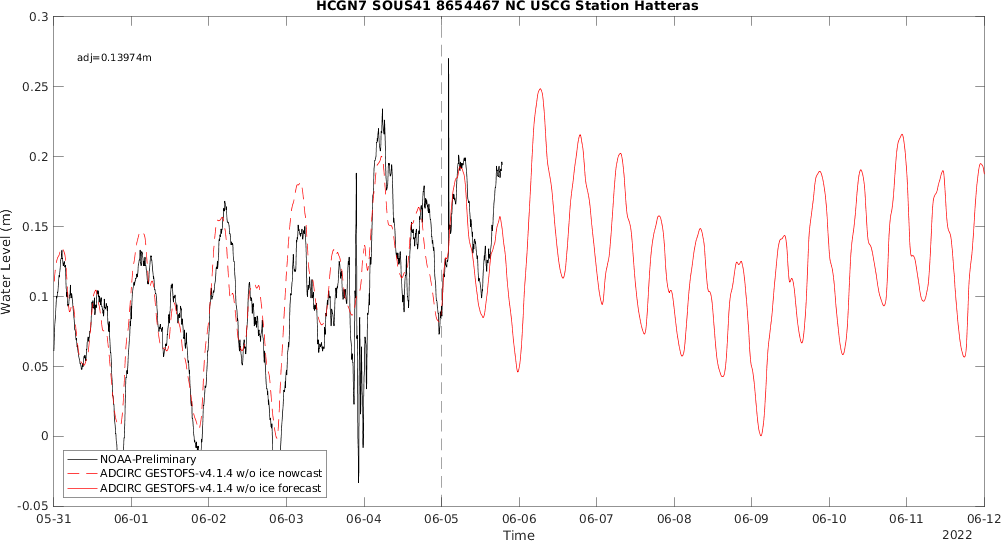 HCGN7 SOUS41 8654467 NC USCG Station Hatteras
0.3
0.25
0.2
0.15
0.1
0.05
0
-0.05
Water Level (m)
adj=0.13974m
NOAA-Preliminary
ADCIRC GESTOFS-v4.1.4 w/o ice nowcast
ADCIRC GESTOFS-v4.1.4 w/o ice forecast
05-31 06-01 06-02 06-03 06-04 06-05 06-06 06-07 06-08 06-09 06-10 06-11 06-12
Time
2022